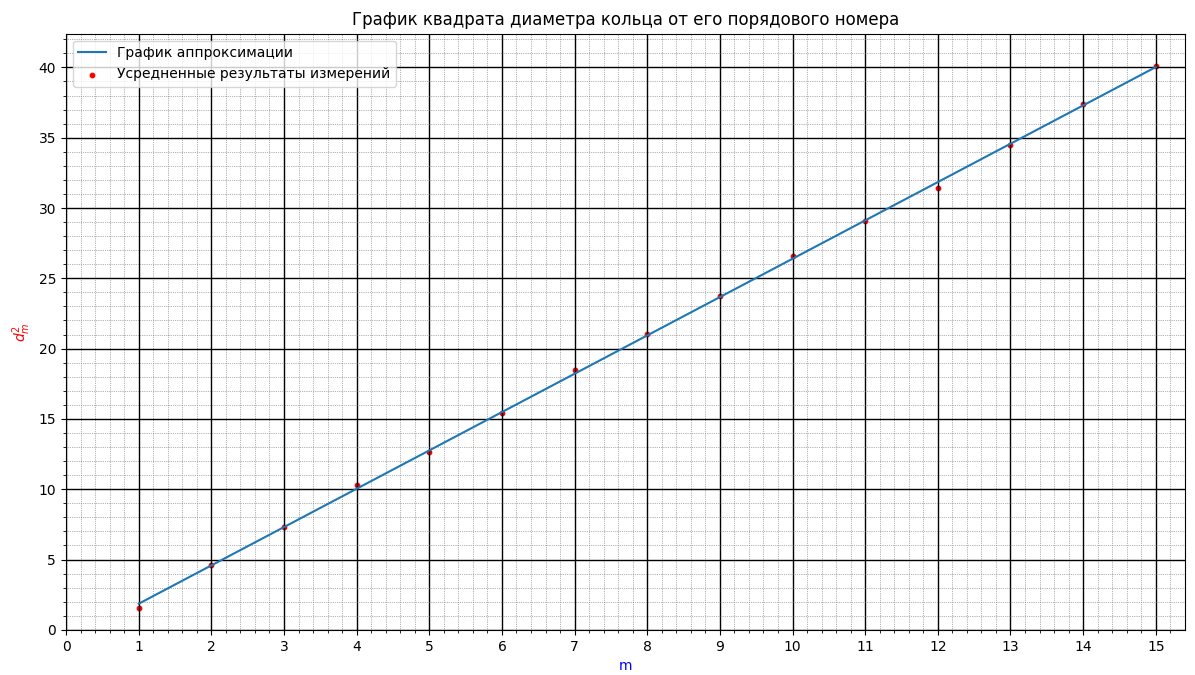 График квадрата диаметра кольца от его порядового номера
График аппроксимации
Усредненные результаты измерений
40
35
30
25
20
15
10
5
0
d_m^2
0 1 2 3 4 5 6 7 8 9 10 11 12 13 14 15
m